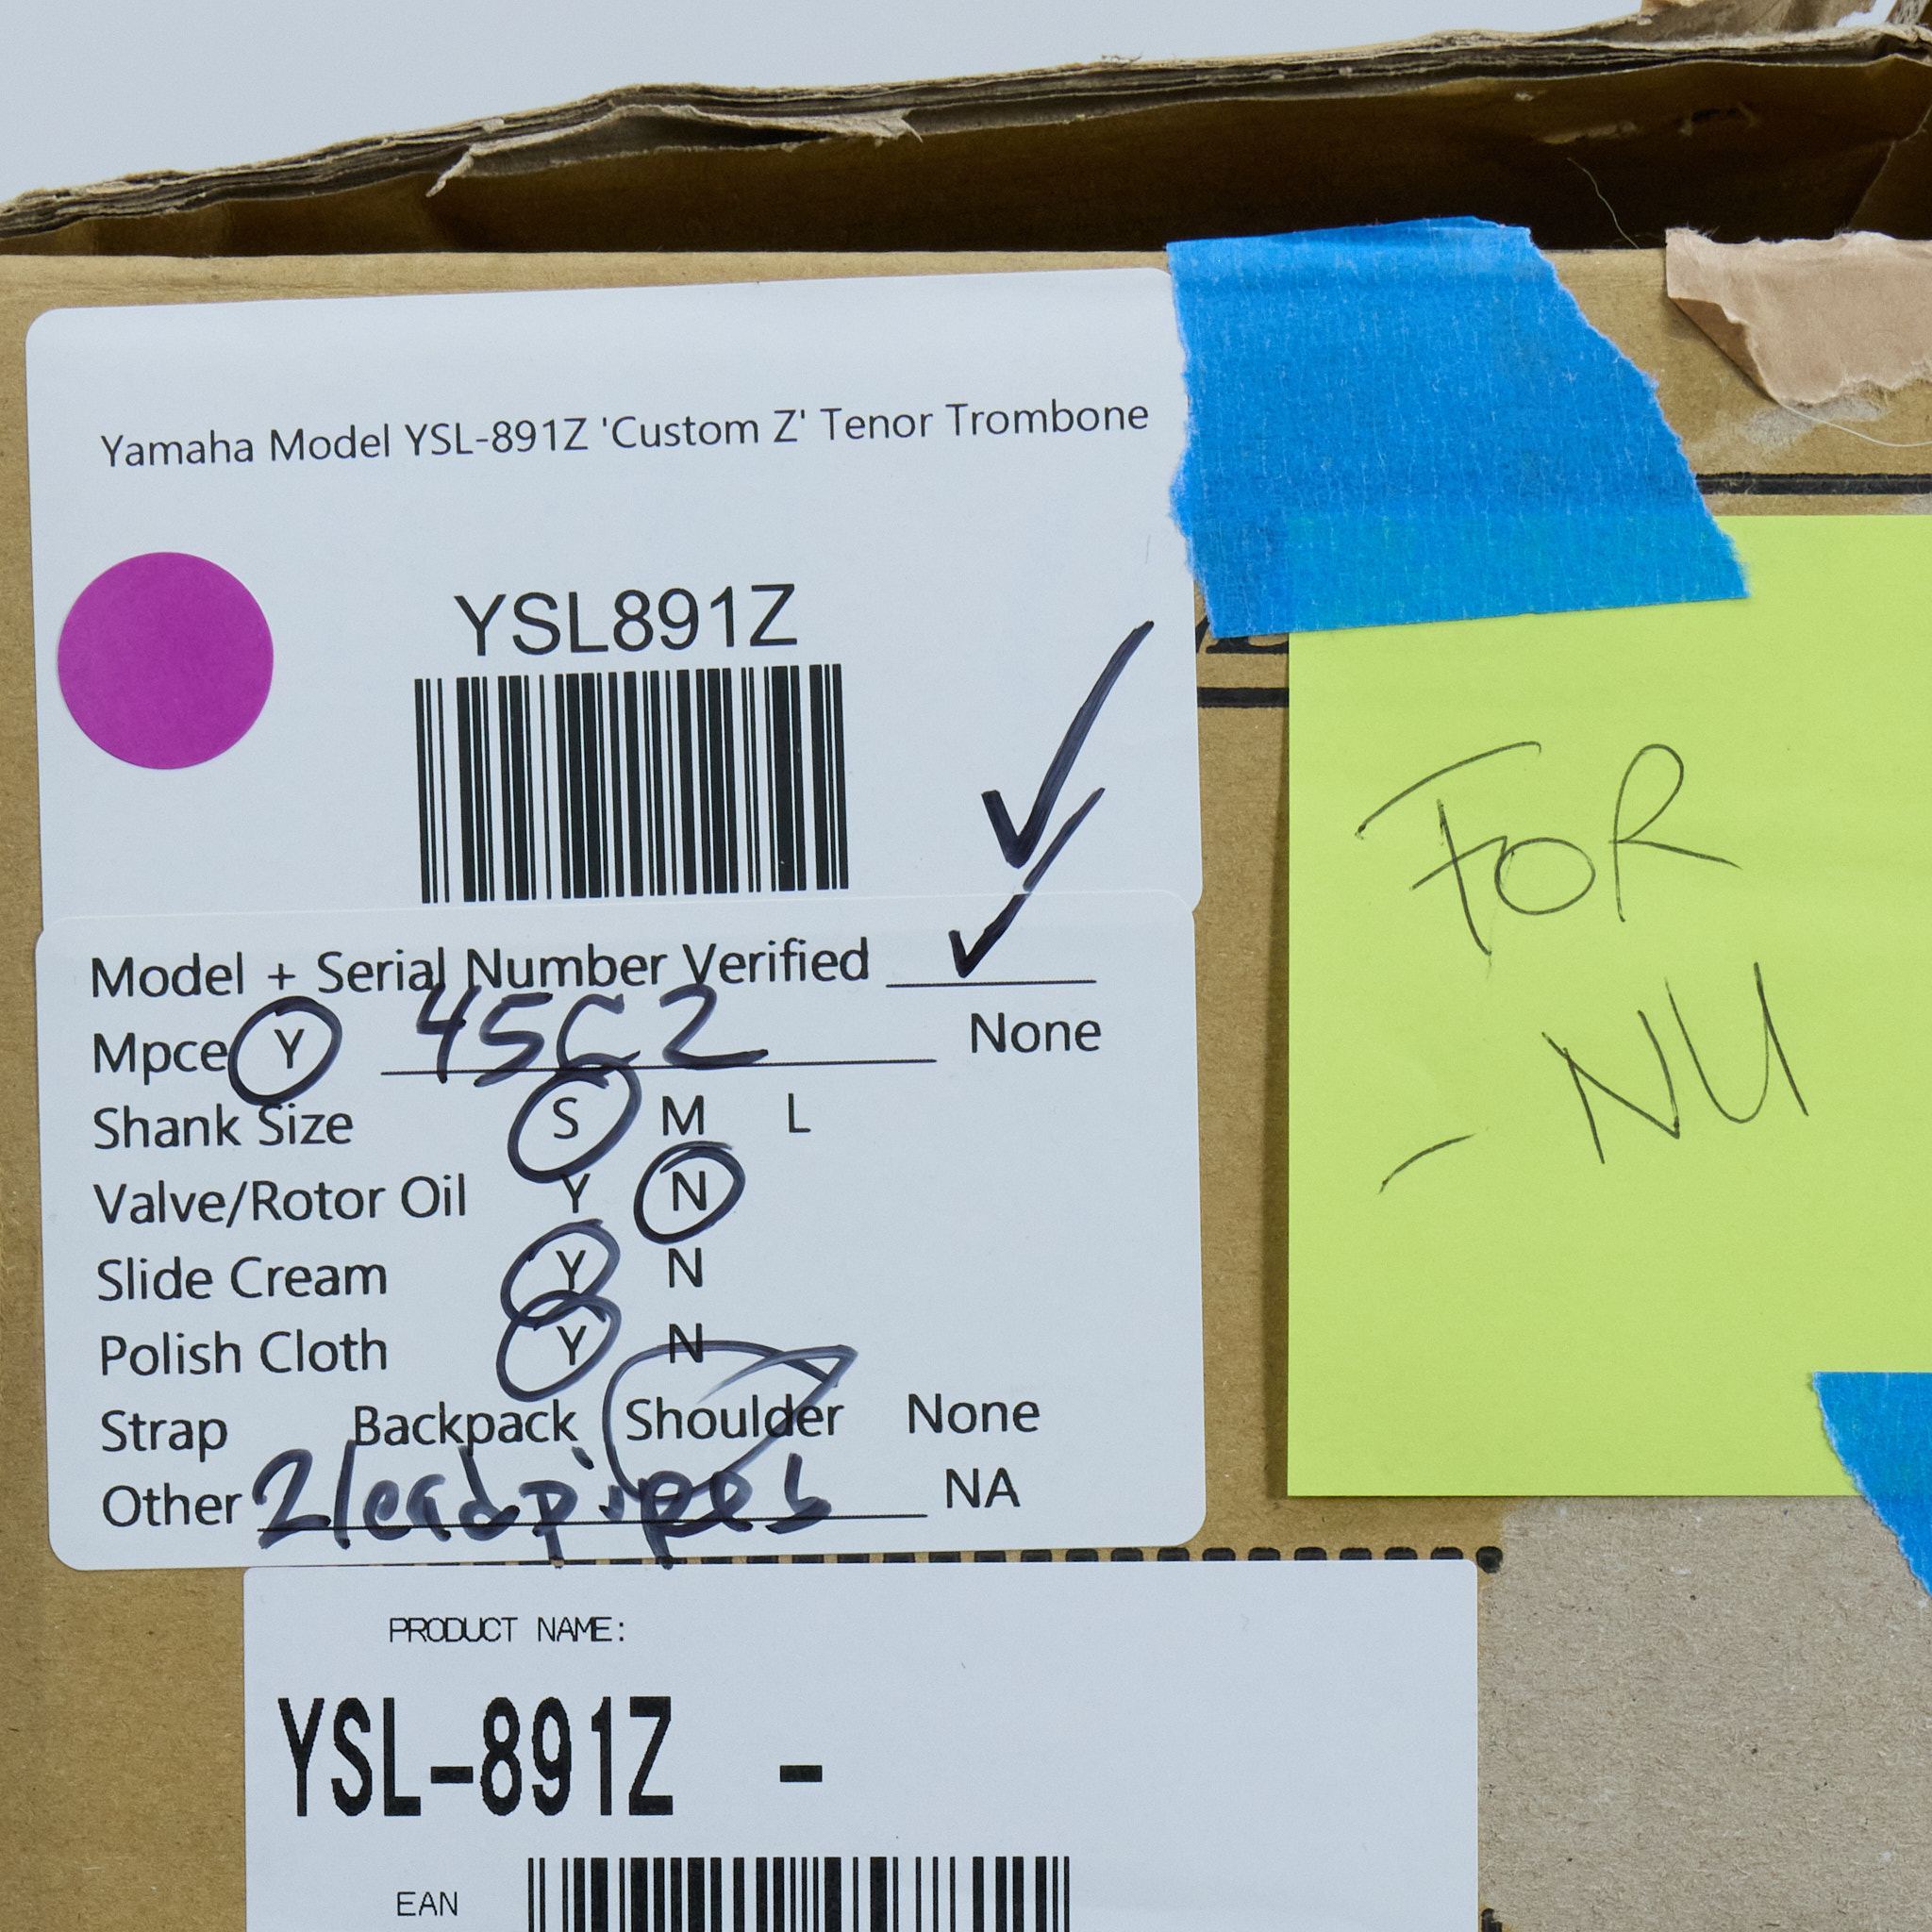 Yamaha Model YSL-891Z 'Custom Z' Tenor Trombone
YSL891Z
Model + Serial Number Verified ✓
Mpce Y 45C2 None
Shank Size S M L
Valve/Rotor Oil Y N
Slide Cream Y N
Polish Cloth Y N
Strap Backpack Shoulder None
Other 2 leadpipes NA
FOR
- NU
PRODUCT NAME:
YSL-891Z -
EAN